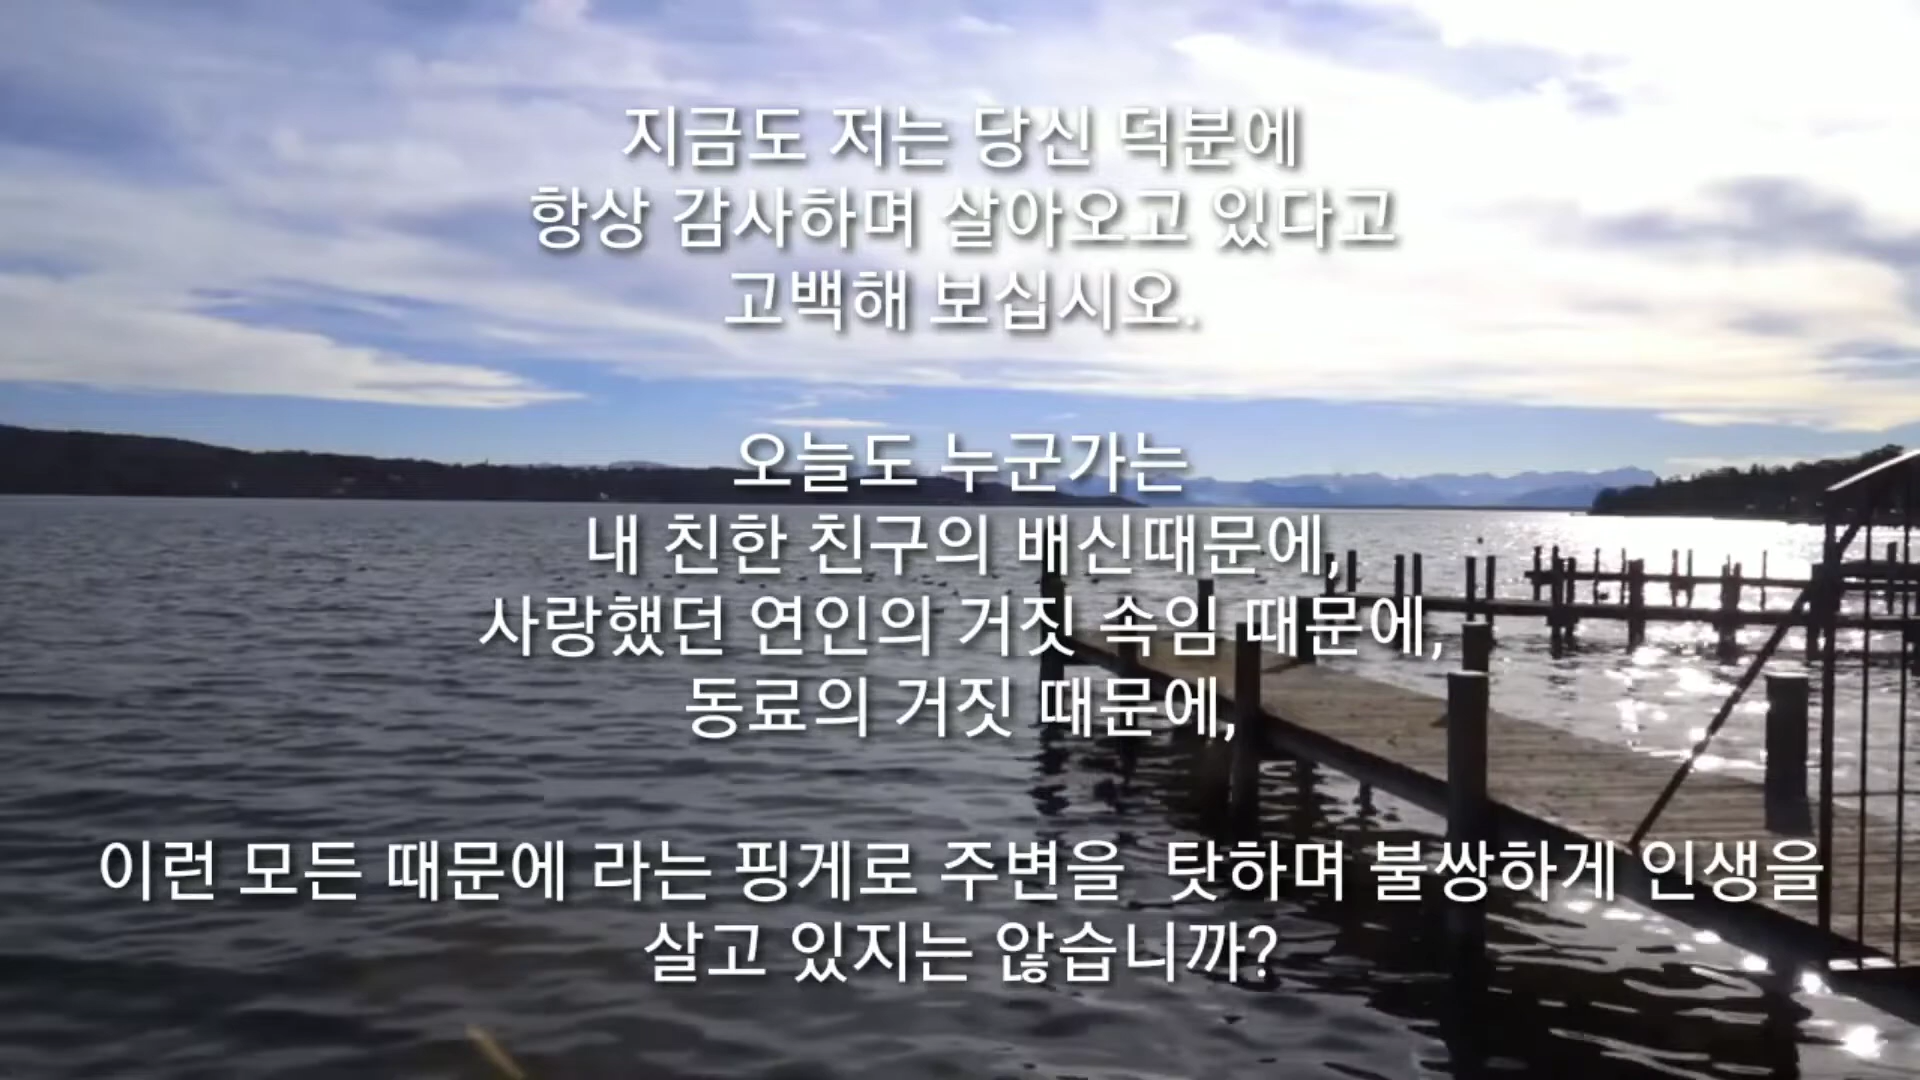 지금도 저는 당신 덕분에
항상 감사하며 살아오고 있다고
고백해 보십시오.
오늘도 누군가는
내 친한 친구의 배신때문에,
사랑했던 연인의 거짓 속임 때문에,
동료의 거짓 때문에,
이런 모든 때문에 라는 핑게로 주변을 탓하며 불쌍하게 인생을
살고 있지는 않습니까?